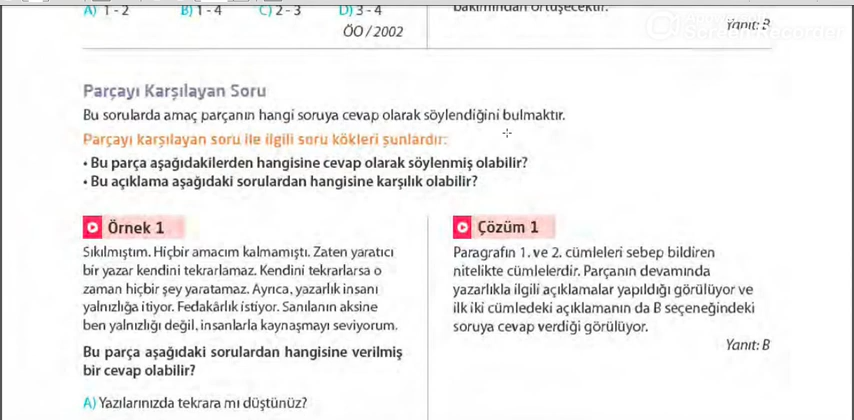 A) 1 - 2 B) 1 - 4 C) 2 - 3 D) 3 - 4
ÖO / 2002
bakımından örtüşecektir.
Yanıt: B
Screen Recorder
Parçayı Karşılayan Soru
Bu sorularda amaç parçanın hangi soruya cevap olarak söylendiğini bulmaktır.
Parçayı karşılayan soru ile ilgili soru kökleri şunlardır:
• Bu parça aşağıdakilerden hangisine cevap olarak söylenmiş olabilir?
• Bu açıklama aşağıdaki sorulardan hangisine karşılık olabilir?
Örnek 1
Sıkılmıştım. Hiçbir amacım kalmamıştı. Zaten yaratıcı
bir yazar kendini tekrarlamaz. Kendini tekrarlarsa o
zaman hiçbir şey yaratamaz. Ayrıca, yazarlık insanı
yalnızlığa itiyor. Fedakârlık istiyor. Sanılanın aksine
ben yalnızlığı değil, insanlarla kaynaşmayı seviyorum.
Bu parça aşağıdaki sorulardan hangisine verilmiş
bir cevap olabilir?
A) Yazılarınızda tekrara mı düştünüz?
Çözüm 1
Paragrafın 1. ve 2. cümleleri sebep bildiren
nitelikte cümlelerdir. Parçanın devamında
yazarlıkla ilgili açıklamalar yapıldığı görülüyor ve
ilk iki cümledeki açıklamanın da B seçeneğindeki
soruya cevap verdiği görülüyor.
Yanıt: B